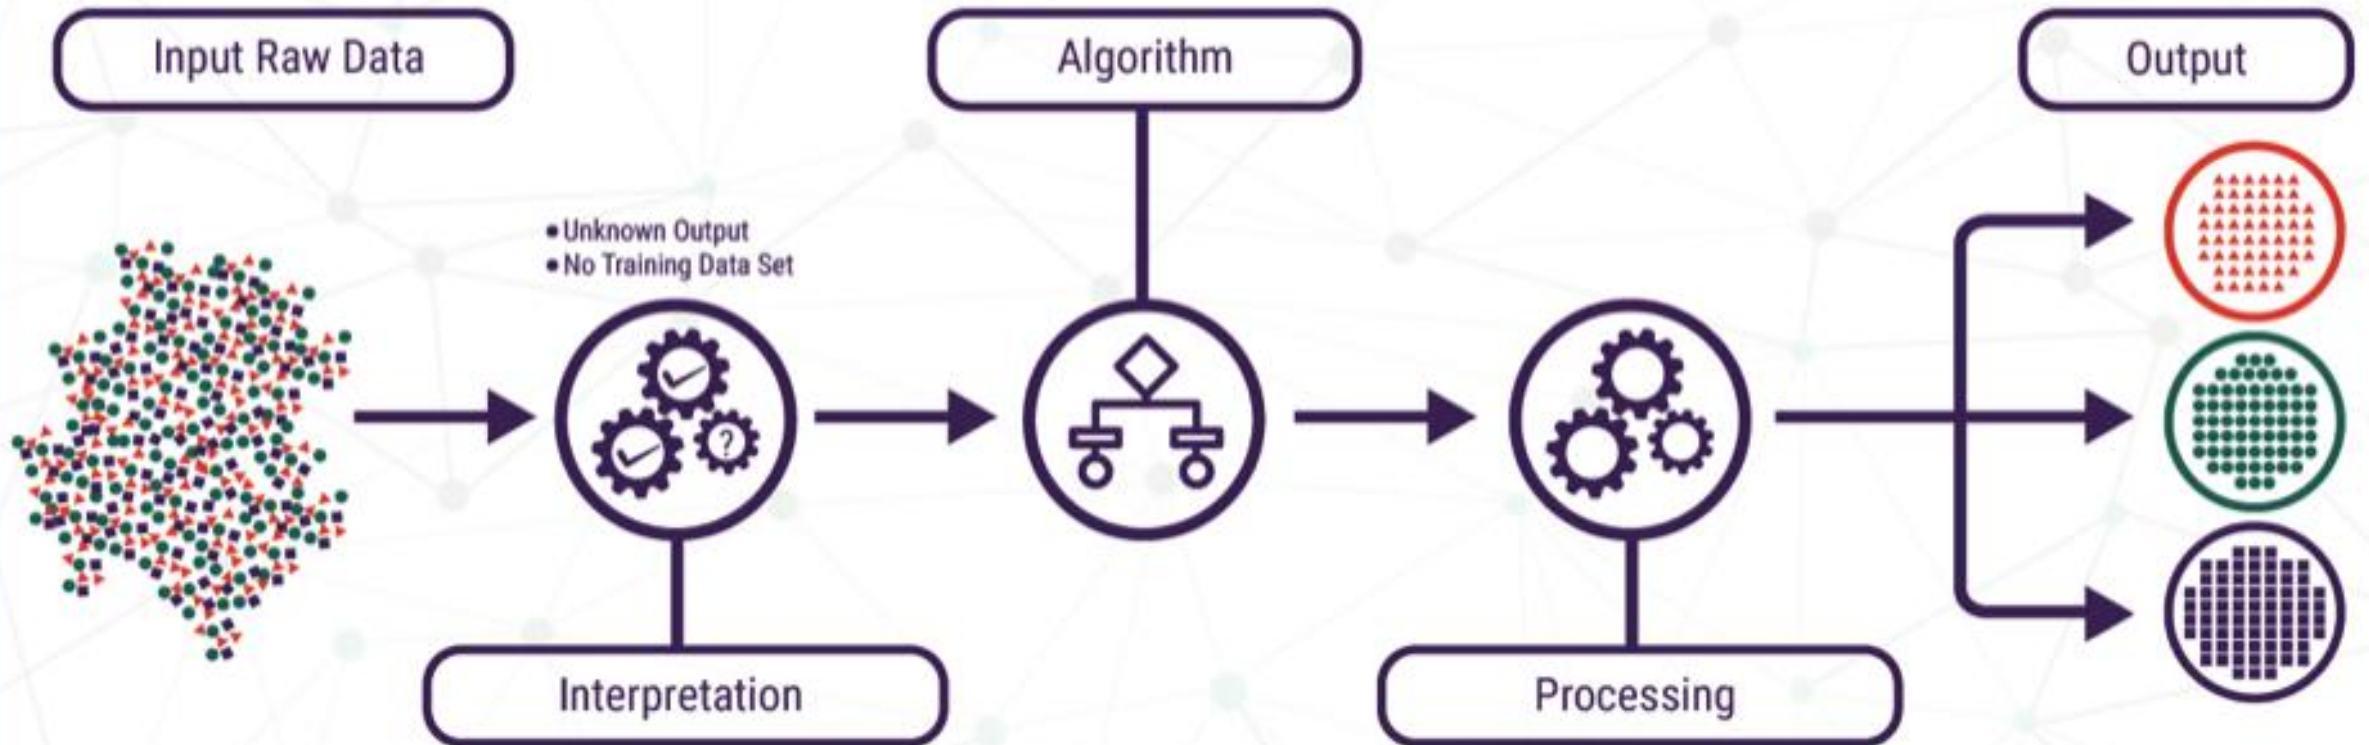 Input Raw Data
Algorithm
Output
• Unknown Output
• No Training Data Set
?
Interpretation
Processing